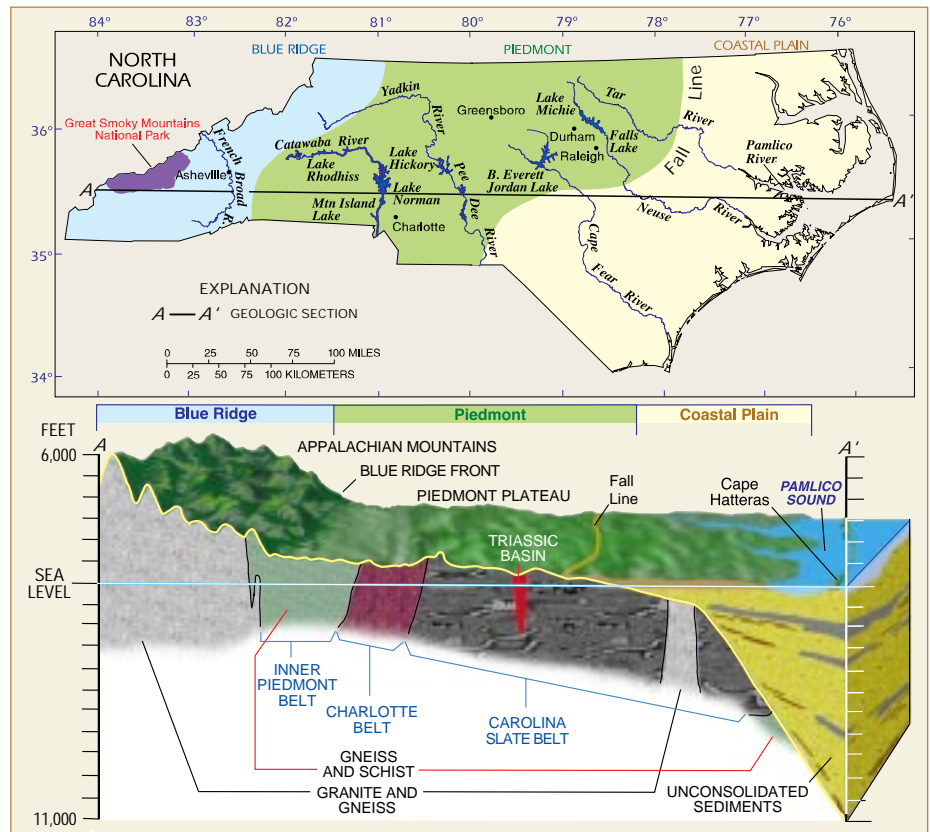 84° 83° 82° 81° 80° 79° 78° 77° 76°
BLUE RIDGE PIEDMONT COASTAL PLAIN
NORTH
CAROLINA
Great Smoky Mountains
National Park
36°
35°
34°
French
Broad
R.
Asheville
Yadkin
River
Pee
Dee
River
Catawaba River
Lake
Rhodhiss
Lake
Hickory
Lake
Norman
Mtn Island
Lake
Charlotte
Greensboro
Lake
Michie
Durham
Raleigh
Falls
Lake
B. Everett
Jordan Lake
Tar
River
Fall Line
Pamlico
River
Neuse
River
Cape
Fear
River
A
A'
EXPLANATION
A — A' GEOLOGIC SECTION
0 25 50 75 100 MILES
0 25 50 75 100 KILOMETERS
Blue Ridge Piedmont Coastal Plain
FEET
6,000
SEA
LEVEL
11,000
A
A'
APPALACHIAN MOUNTAINS
BLUE RIDGE FRONT
PIEDMONT PLATEAU
Fall
Line
Cape
Hatteras
PAMLICO
SOUND
TRIASSIC
BASIN
INNER
PIEDMONT
BELT
CHARLOTTE
BELT
CAROLINA
SLATE BELT
GNEISS
AND SCHIST
GRANITE AND
GNEISS
UNCONSOLIDATED
SEDIMENTS